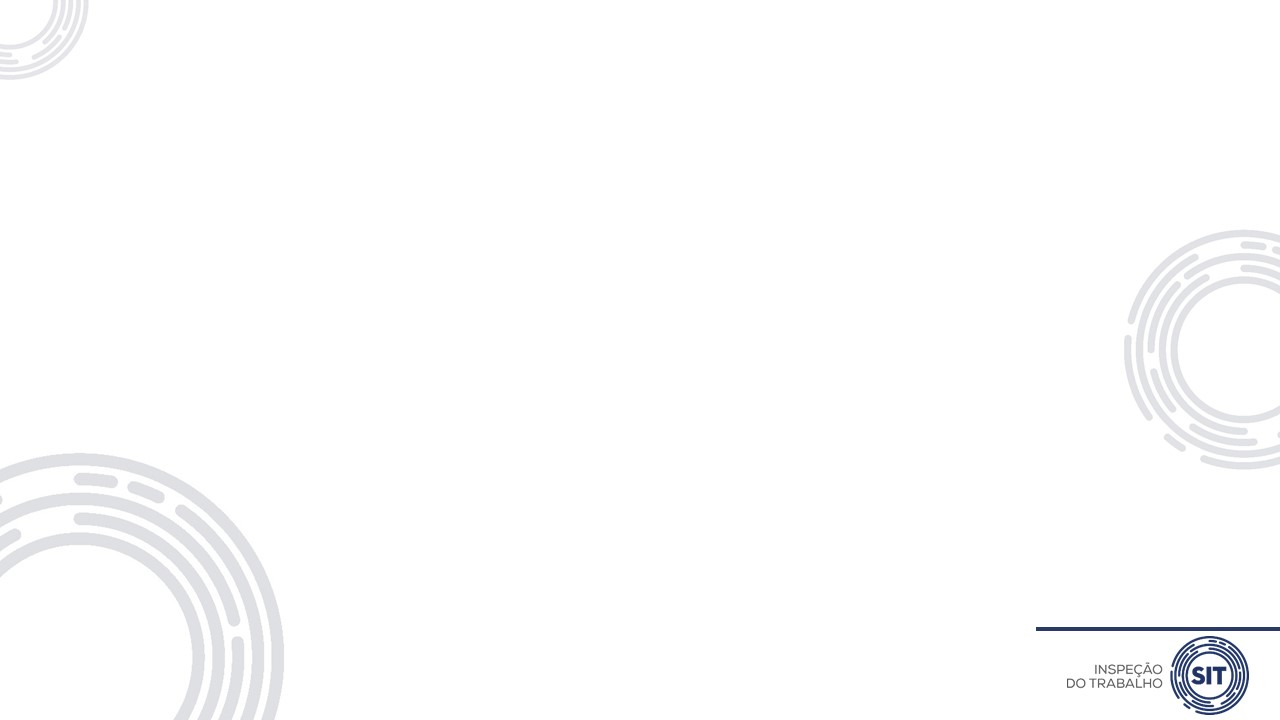 INSPEÇÃO
DO TRABALHO
SIT